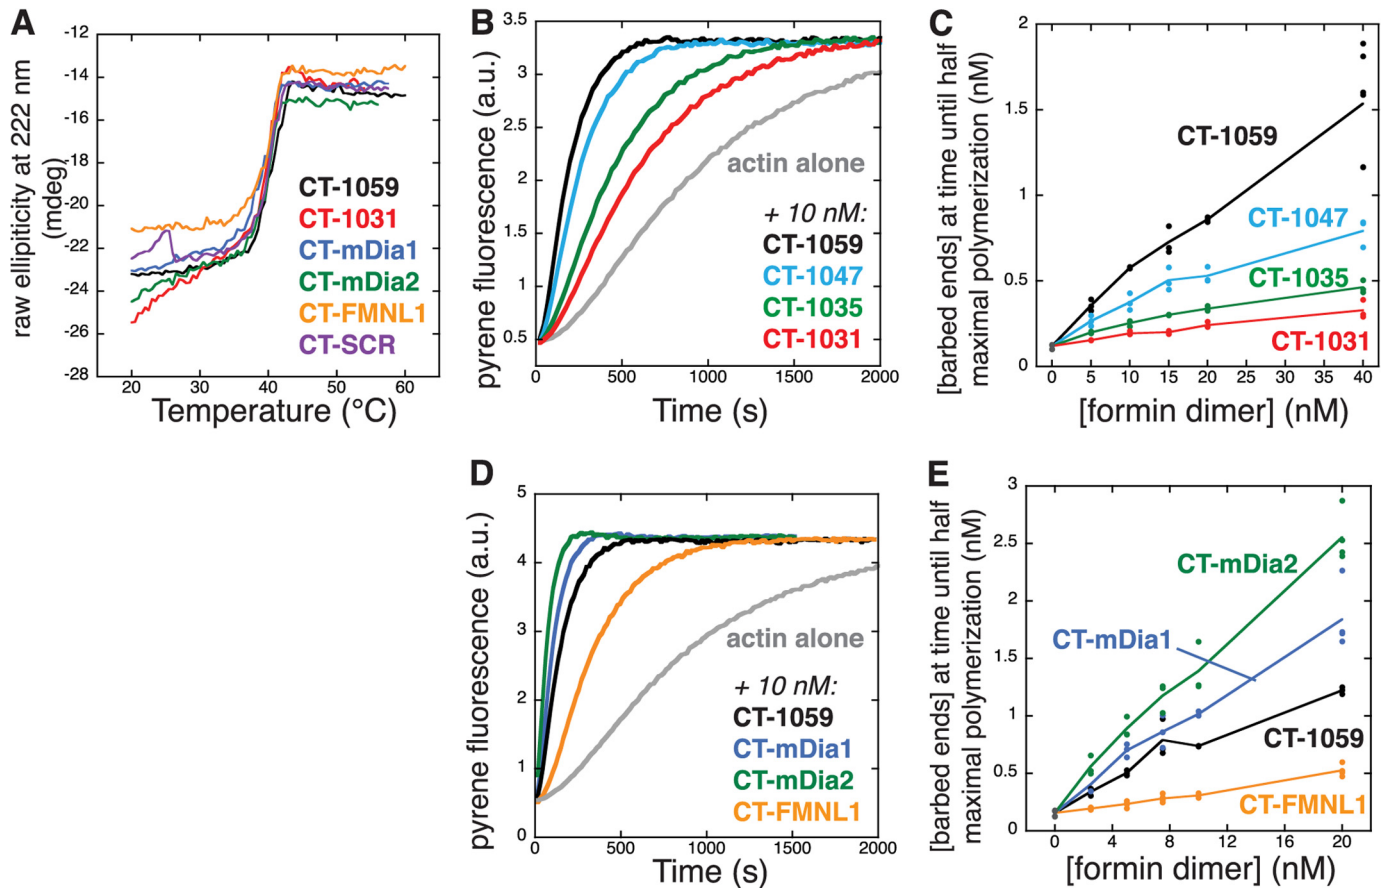 A
raw ellipiticity at 222 nm
(mdeg)
-12
-14
-16
-18
-20
-22
-24
-26
-28
20
30
40
50
60
Temperature (°C)
CT-1059
CT-1031
CT-mDia1
CT-mDia2
CT-FMNL1
CT-SCR
B
pyrene fluorescence (a.u.)
3.5
3
2.5
2
1.5
1
0.5
0
500
1000
1500
2000
Time (s)
actin alone
+ 10 nM:
CT-1059
CT-1047
CT-1035
CT-1031
C
[barbed ends] at time until half
maximal polymerization (nM)
2
1.5
1
0.5
0
0
5
10
15
20
25
30
35
40
[formin dimer] (nM)
CT-1059
CT-1047
CT-1035
CT-1031
D
pyrene fluorescence (a.u.)
5
4
3
2
1
0
0
500
1000
1500
2000
Time (s)
actin alone
+ 10 nM:
CT-1059
CT-mDia1
CT-mDia2
CT-FMNL1
E
[barbed ends] at time until half
maximal polymerization (nM)
3
2.5
2
1.5
1
0.5
0
0
4
8
12
16
20
[formin dimer] (nM)
CT-mDia2
CT-mDia1
CT-1059
CT-FMNL1